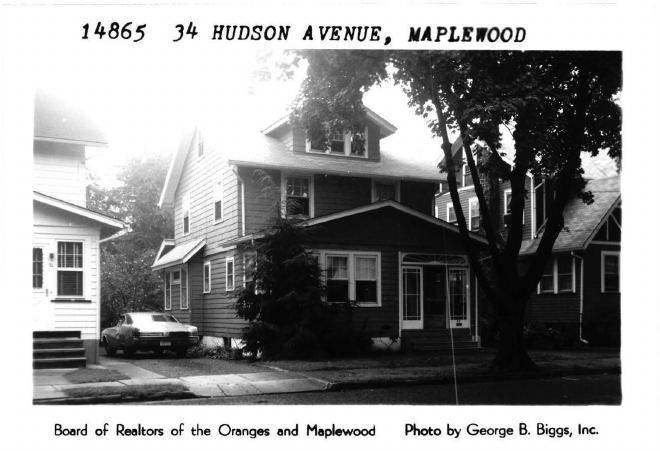 14865 34 HUDSON AVENUE, MAPLEWOOD
Board of Realtors of the Oranges and Maplewood Photo by George B. Biggs, Inc.